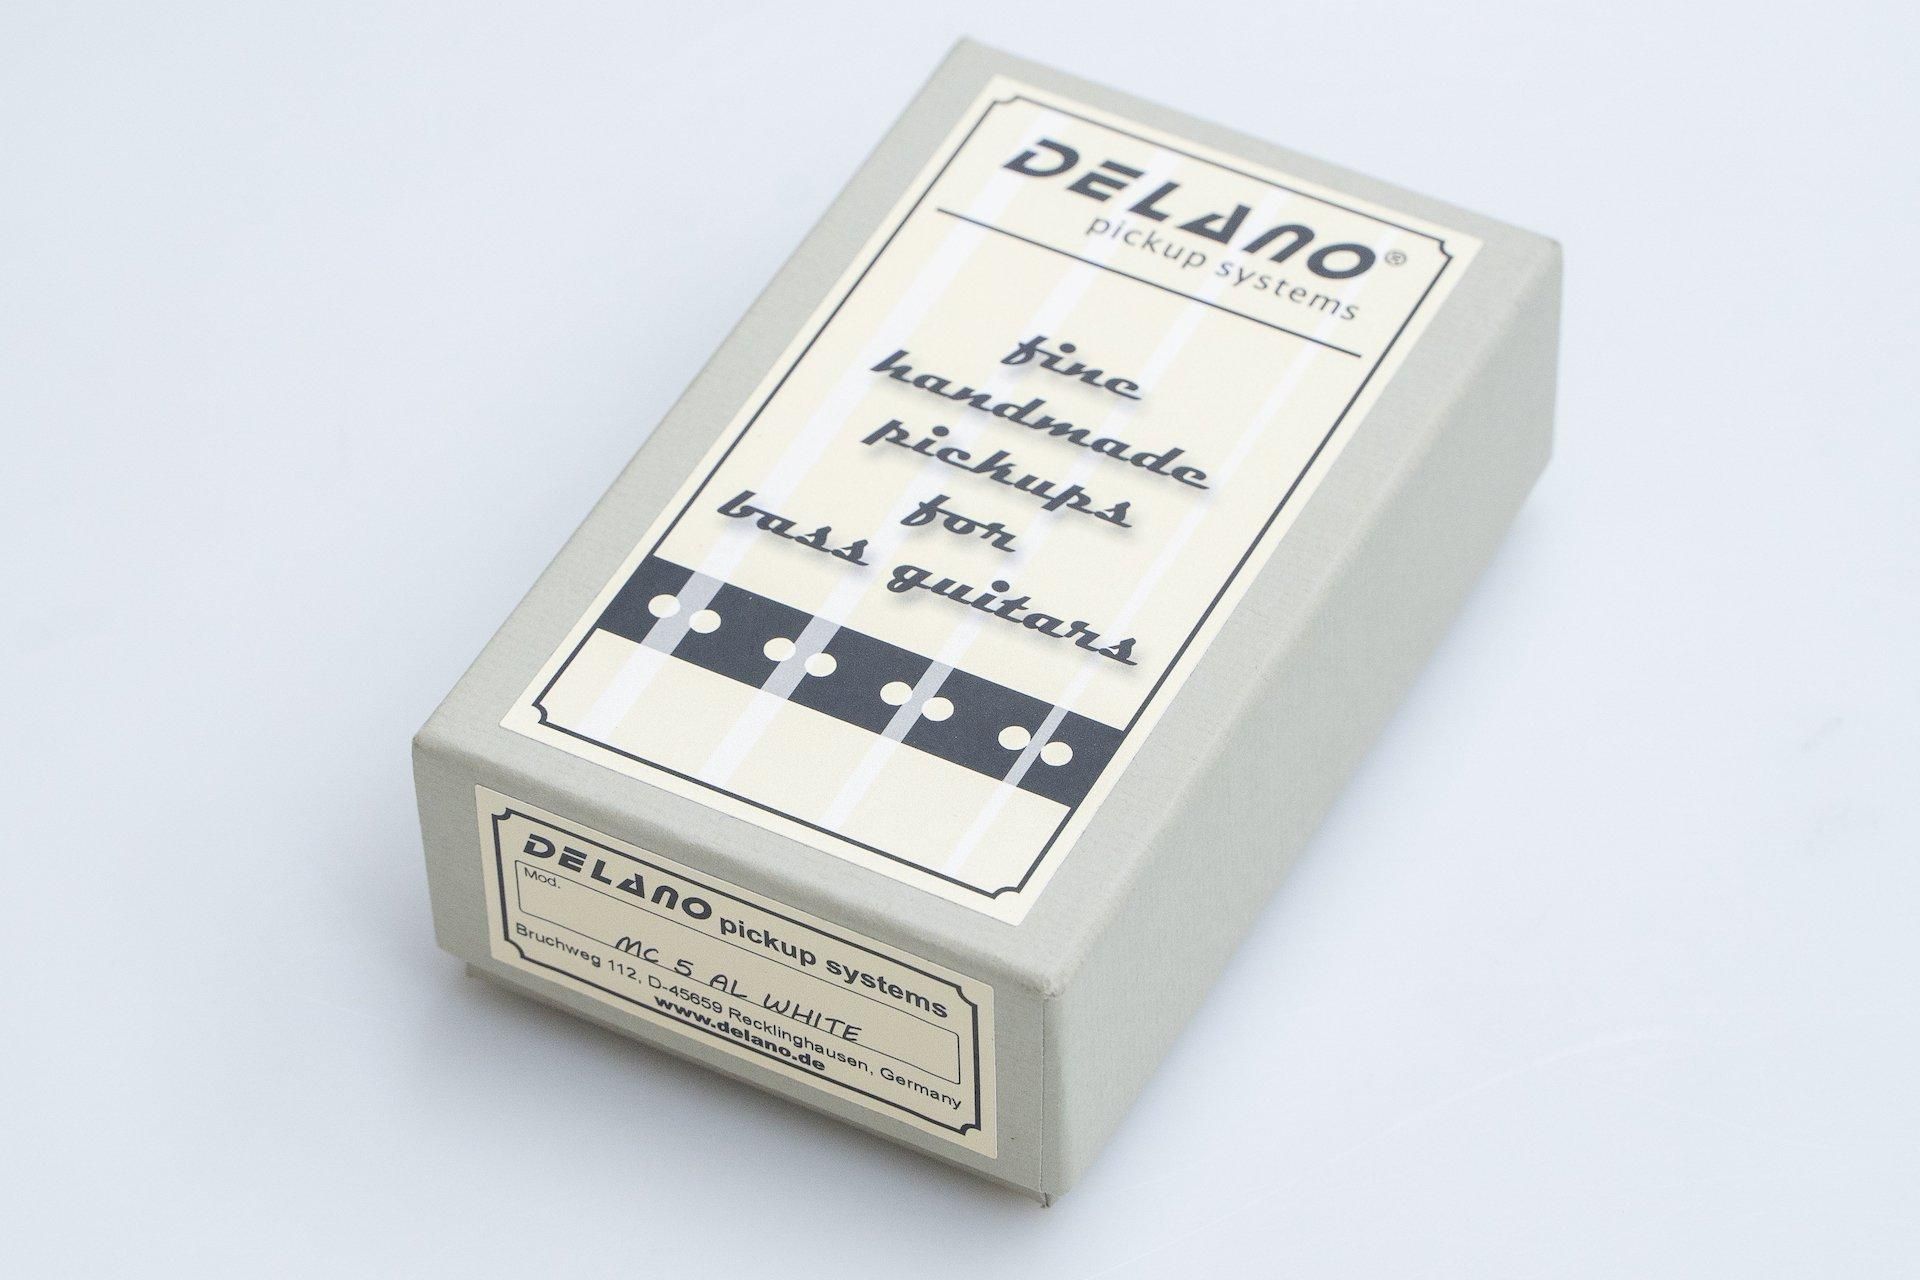 DELANO®
pickup systems
fine
handmade
pickups
for
bass guitars
DELANO pickup systems
Mod.
MC 5 AL WHITE
Bruchweg 112, D-45659 Recklinghausen, Germany
www.delano.de